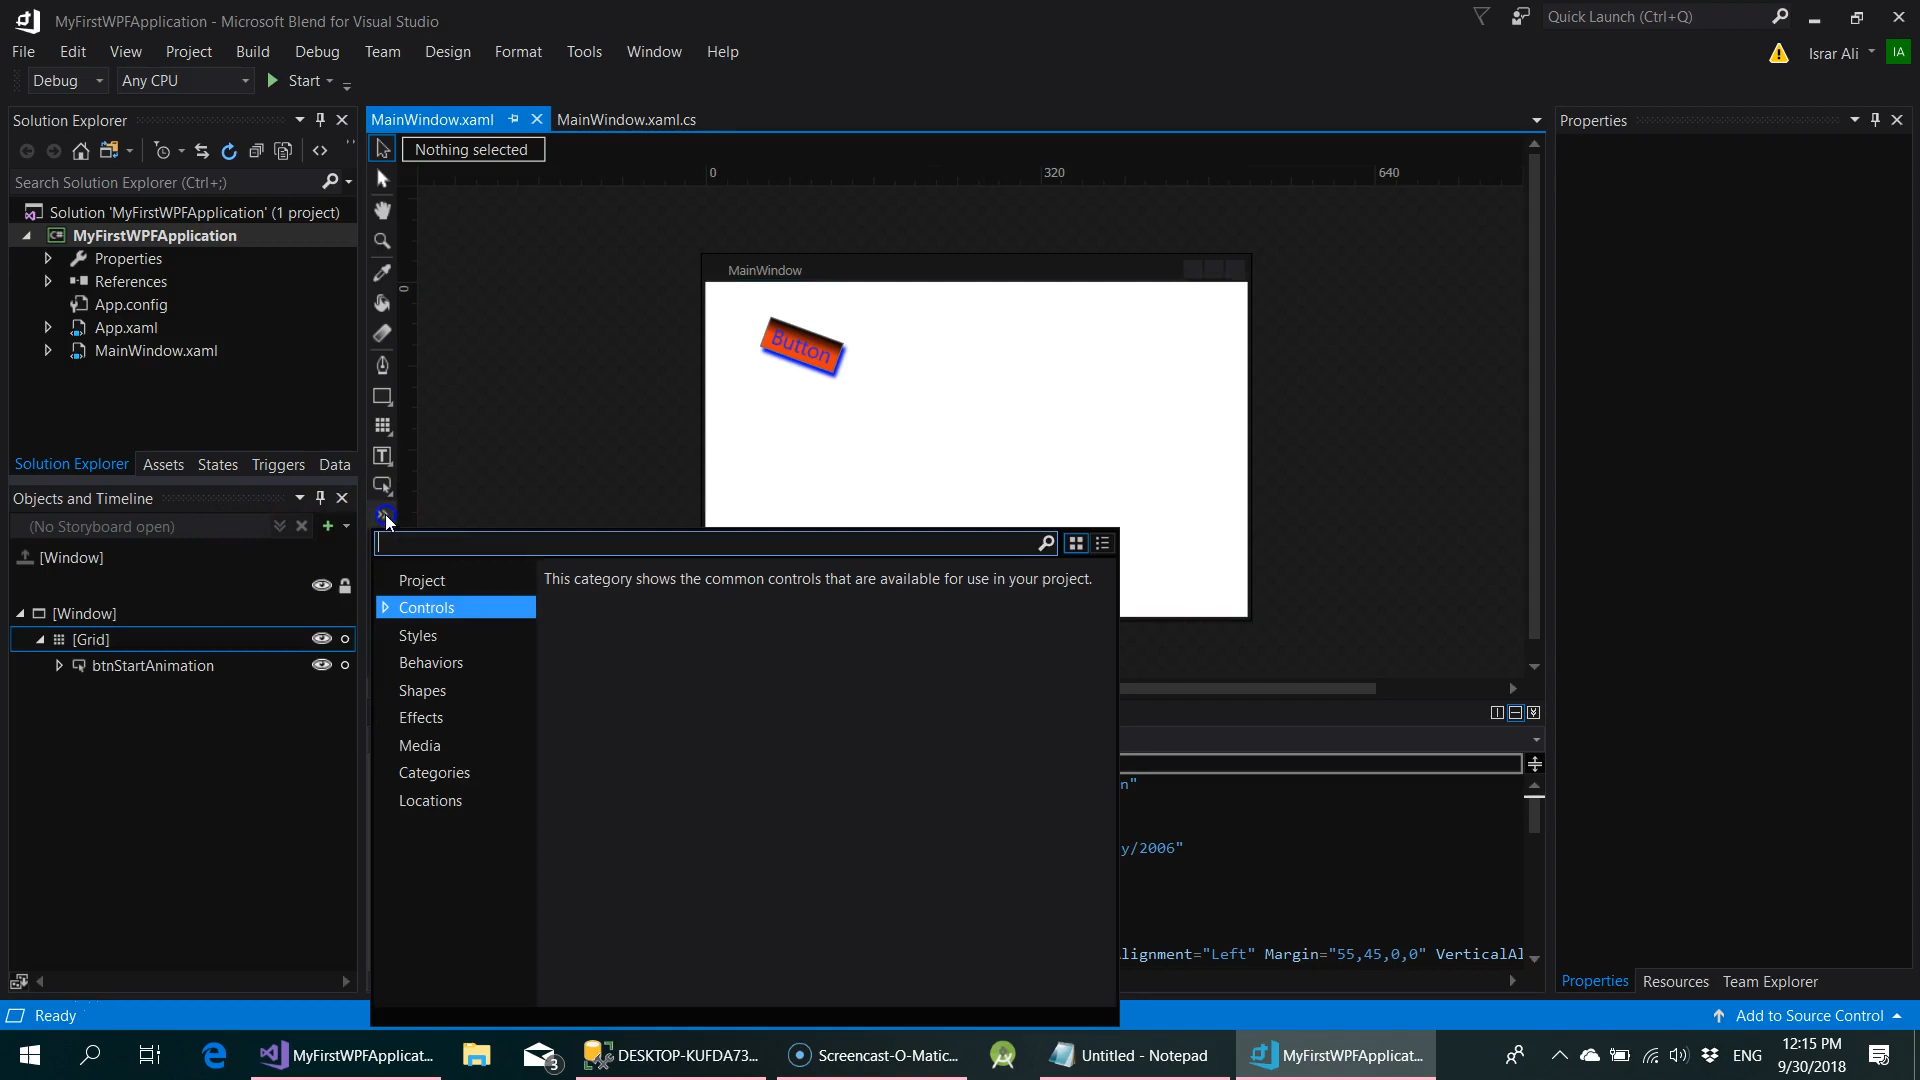 MyFirstWPFApplication - Microsoft Blend for Visual Studio
Quick Launch (Ctrl+Q)
File Edit View Project Build Debug Team Design Format Tools Window Help
Israr Ali IA
Debug Any CPU Start
Solution Explorer
MainWindow.xaml MainWindow.xaml.cs
Properties
Nothing selected
0 320 640
Search Solution Explorer (Ctrl+;)
Solution 'MyFirstWPFApplication' (1 project)
C# MyFirstWPFApplication
Properties
References
App.config
App.xaml
MainWindow.xaml
MainWindow
0
Button
Solution Explorer Assets States Triggers Data
Objects and Timeline
(No Storyboard open)
[Window]
[Window]
[Grid]
btnStartAnimation
Project
Controls
Styles
Behaviors
Shapes
Effects
Media
Categories
Locations
This category shows the common controls that are available for use in your project.
n"
y/2006"
lignment="Left" Margin="55,45,0,0" VerticalAl
Properties Resources Team Explorer
Ready
Add to Source Control
MyFirstWPFApplicat...
3
DESKTOP-KUFDA73...
Screencast-O-Matic...
Untitled - Notepad
MyFirstWPFApplicat...
ENG
12:15 PM
9/30/2018